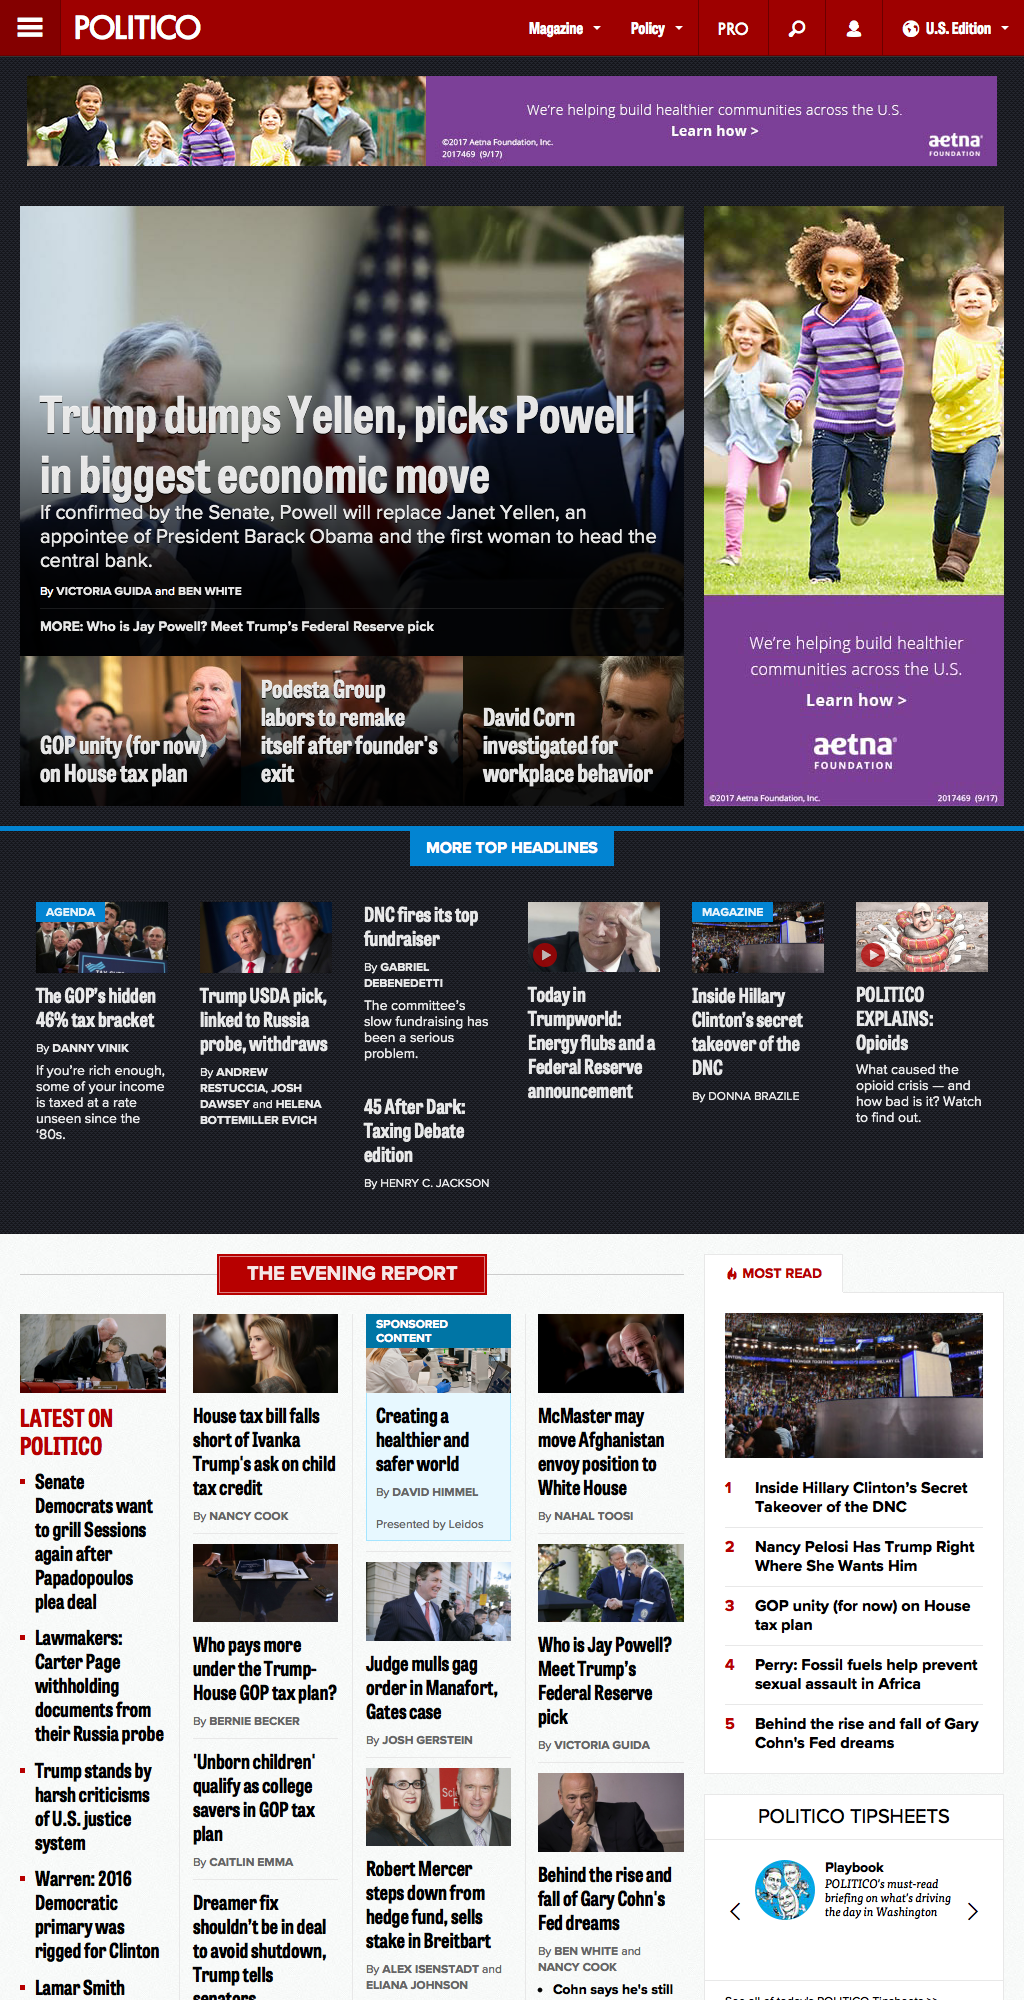 POLITICO
Magazine
Policy
PRO
U.S. Edition
We're helping build healthier communities across the U.S.
Learn how >
©2017 Aetna Foundation, Inc.
2017469 (9/17)
aetna
FOUNDATION
Trump dumps Yellen, picks Powell
in biggest economic move
If confirmed by the Senate, Powell will replace Janet Yellen, an
appointee of President Barack Obama and the first woman to head the
central bank.
By VICTORIA GUIDA and BEN WHITE
MORE: Who is Jay Powell? Meet Trump's Federal Reserve pick
GOP unity (for now)
on House tax plan
Podesta Group
labors to remake
itself after founder's
exit
David Corn
investigated for
workplace behavior
We're helping build healthier
communities across the U.S.
Learn how >
aetna
FOUNDATION
©2017 Aetna Foundation, Inc.
2017469 (9/17)
MORE TOP HEADLINES
AGENDA
The GOP's hidden
46% tax bracket
By DANNY VINIK
If you're rich enough,
some of your income
is taxed at a rate
unseen since the
'80s.
Trump USDA pick,
linked to Russia
probe, withdraws
By ANDREW
RESTUCCIA, JOSH
DAWSEY and HELENA
BOTTEMILLER EVICH
DNC fires its top
fundraiser
By GABRIEL
DEBENEDETTI
The committee's
slow fundraising has
been a serious
problem.
45 After Dark:
Taxing Debate
edition
By HENRY C. JACKSON
Today in
Trumpworld:
Energy flubs and a
Federal Reserve
announcement
MAGAZINE
Inside Hillary
Clinton's secret
takeover of the
DNC
By DONNA BRAZILE
POLITICO
EXPLAINS:
Opioids
What caused the
opioid crisis — and
how bad is it? Watch
to find out.
THE EVENING REPORT
LATEST ON
POLITICO
Senate
Democrats want
to grill Sessions
again after
Papadopoulos
plea deal
Lawmakers:
Carter Page
withholding
documents from
their Russia probe
Trump stands by
harsh criticisms
of U.S. justice
system
Warren: 2016
Democratic
primary was
rigged for Clinton
Lamar Smith
House tax bill falls
short of Ivanka
Trump's ask on child
tax credit
By NANCY COOK
Who pays more
under the Trump-
House GOP tax plan?
By BERNIE BECKER
'Unborn children'
qualify as college
savers in GOP tax
plan
By CAITLIN EMMA
Dreamer fix
shouldn't be in deal
to avoid shutdown,
Trump tells
senators
SPONSORED
CONTENT
Creating a
healthier and
safer world
By DAVID HIMMEL
Presented by Leidos
Judge mulls gag
order in Manafort,
Gates case
By JOSH GERSTEIN
Robert Mercer
steps down from
hedge fund, sells
stake in Breitbart
By ALEX ISENSTADT and
ELIANA JOHNSON
McMaster may
move Afghanistan
envoy position to
White House
By NAHAL TOOSI
Who is Jay Powell?
Meet Trump's
Federal Reserve
pick
By VICTORIA GUIDA
Behind the rise and
fall of Gary Cohn's
Fed dreams
By BEN WHITE and
NANCY COOK
Cohn says he's still
MOST READ
1 Inside Hillary Clinton's Secret
Takeover of the DNC
2 Nancy Pelosi Has Trump Right
Where She Wants Him
3 GOP unity (for now) on House
tax plan
4 Perry: Fossil fuels help prevent
sexual assault in Africa
5 Behind the rise and fall of Gary
Cohn's Fed dreams
POLITICO TIPSHEETS
Playbook
POLITICO's must-read
briefing on what's driving
the day in Washington
See all of today's POLITICO Tipsheets >>